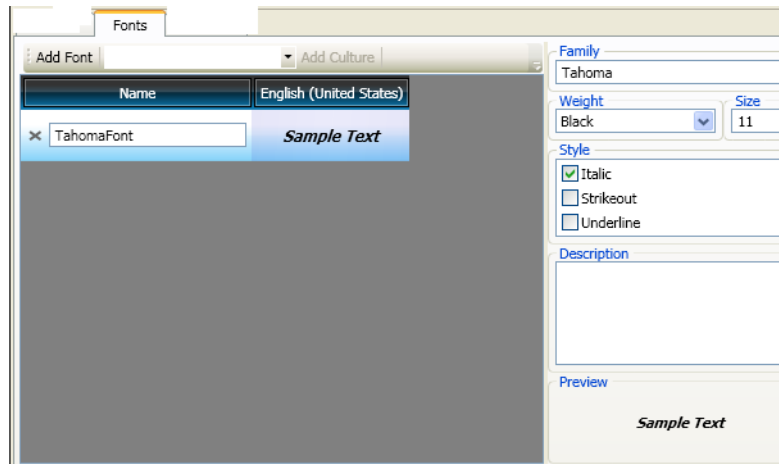 Fonts
Add Font
Add Culture
Name
English (United States)
TahomaFont
Sample Text
Family
Tahoma
Weight
Size
Black
11
Style
Italic
Strikeout
Underline
Description
Preview
Sample Text